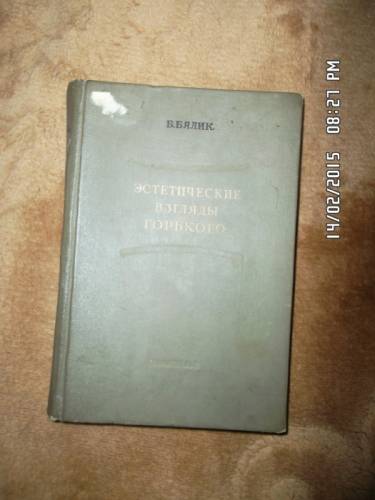 Б. БЯЛИК
ЭСТЕТИЧЕСКИЕ
ВЗГЛЯДЫ
ГОРЬКОГО
14/02/2015 08:27 PM